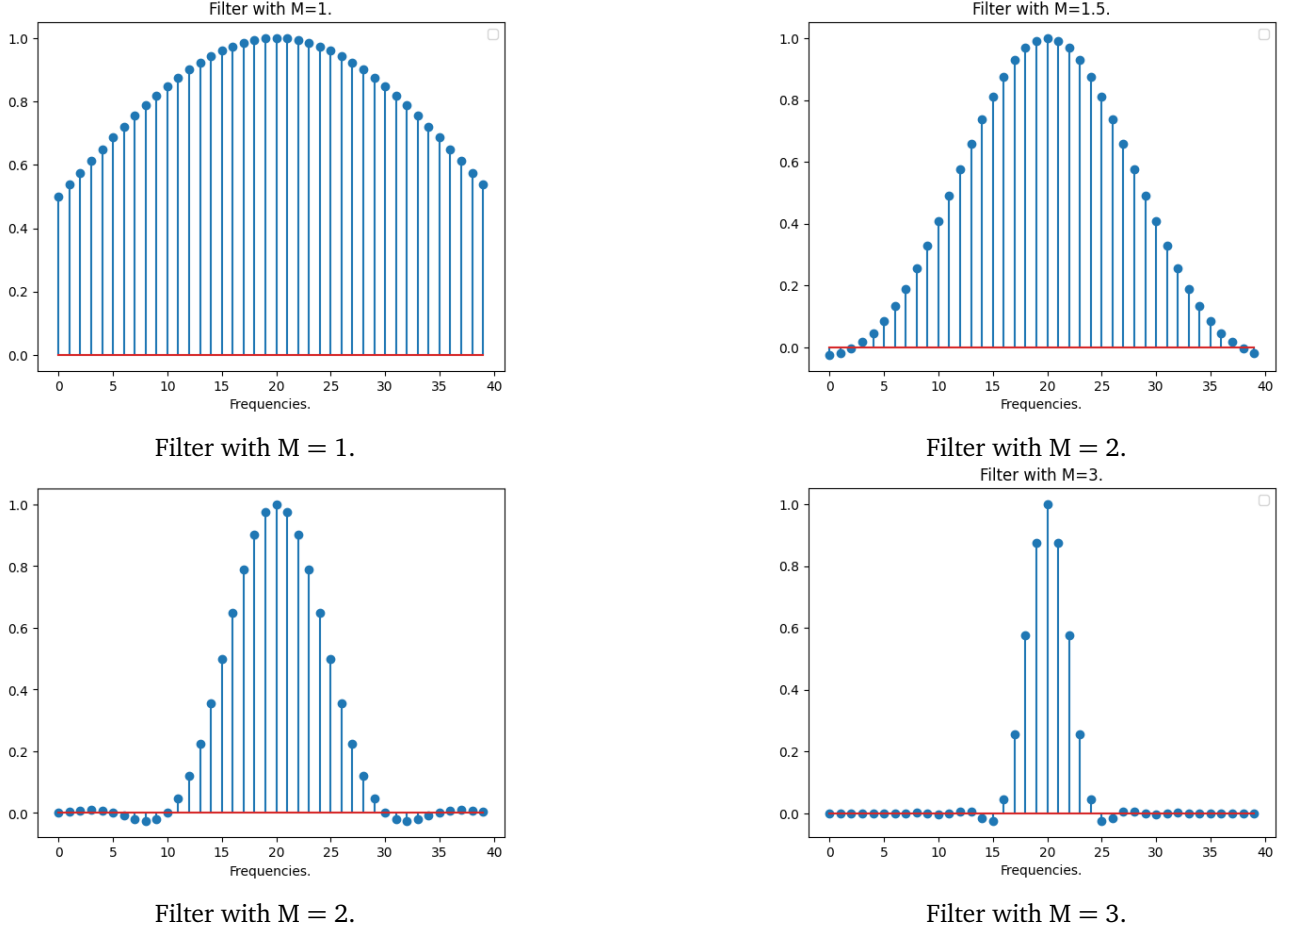 Filter with M=1.
1.0
0.8
0.6
0.4
0.2
0.0
0 5 10 15 20 25 30 35 40
Frequencies.
Filter with M = 1.
Filter with M=1.5.
1.0
0.8
0.6
0.4
0.2
0.0
0 5 10 15 20 25 30 35 40
Frequencies.
Filter with M = 2.
1.0
0.8
0.6
0.4
0.2
0.0
0 5 10 15 20 25 30 35 40
Frequencies.
Filter with M = 2.
Filter with M=3.
1.0
0.8
0.6
0.4
0.2
0.0
0 5 10 15 20 25 30 35 40
Frequencies.
Filter with M = 3.